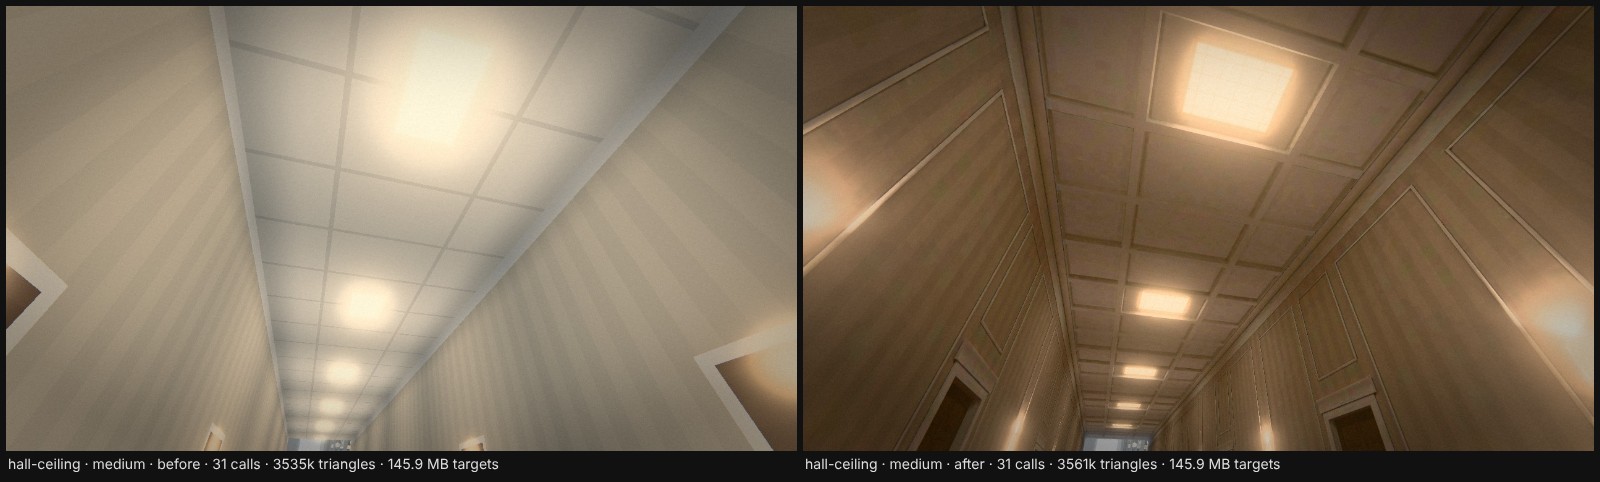 hall-ceiling · medium · before · 31 calls · 3535k triangles · 145.9 MB targets
hall-ceiling · medium · after · 31 calls · 3561k triangles · 145.9 MB targets